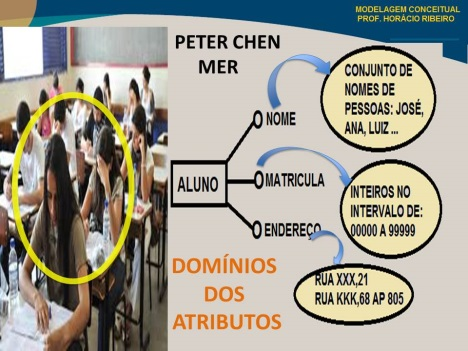 MODELAGEM CONCEITUAL
PROF. HORÁCIO RIBEIRO
PETER CHEN
MER
CONJUNTO DE
NOMES DE
PESSOAS: JOSÉ,
ANA, LUIZ ...
NOME
ALUNO
MATRICULA
INTEIROS NO
INTERVALO DE:
00000 A 99999
ENDEREÇO
DOMÍNIOS
DOS
ATRIBUTOS
RUA XXX,21
RUA KKK,68 AP 805